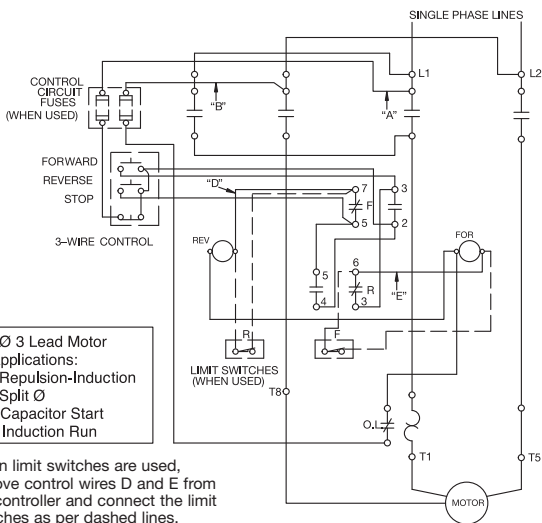 SINGLE PHASE LINES
L1
L2
CONTROL
CIRCUIT
FUSES
(WHEN USED)
"B"
"A"
FORWARD
REVERSE
STOP
3–WIRE CONTROL
"D"
7
F
5
3
2
REV
FOR
5
4
6
R
3
"E"
R
F
LIMIT SWITCHES
(WHEN USED)
T8
O.L.
T1
T5
MOTOR
Ø 3 Lead Motor
pplications:
Repulsion-Induction
Split Ø
Capacitor Start
Induction Run
n limit switches are used,
ove control wires D and E from
controller and connect the limit
ches as per dashed lines.